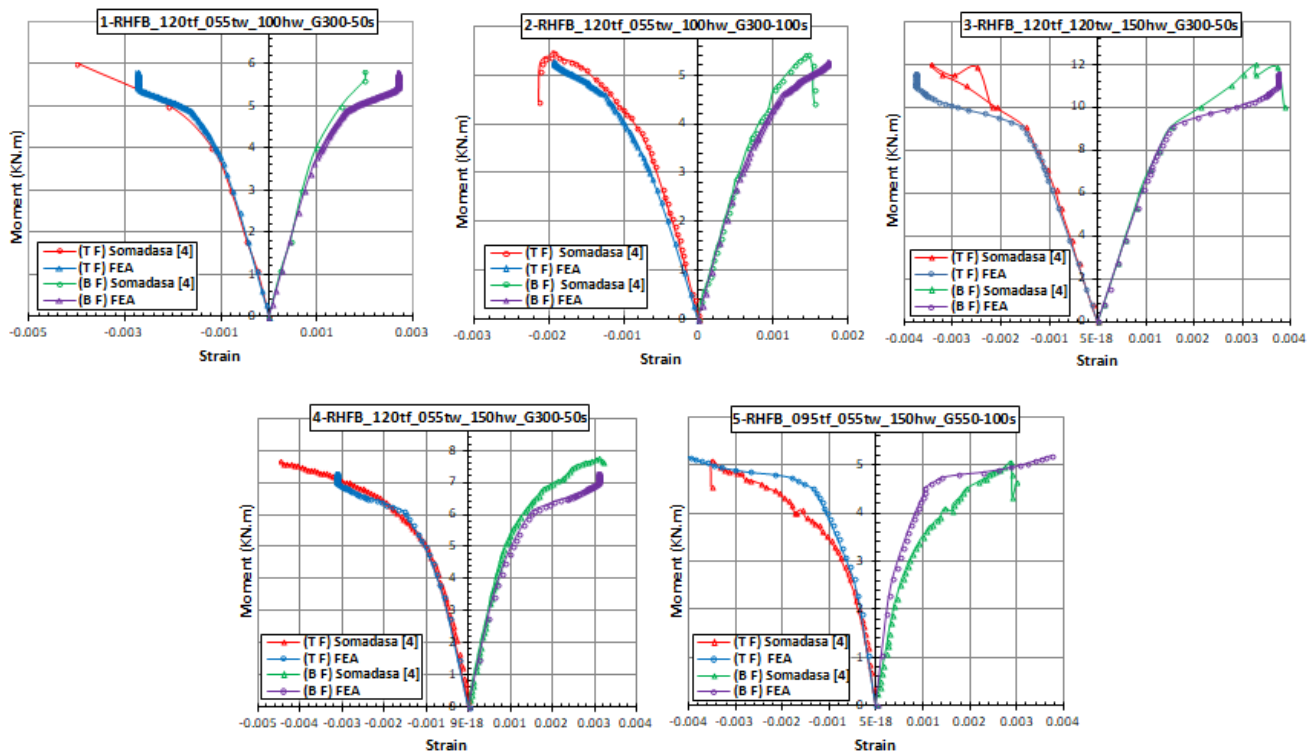 1-RHFB_120tf_055tw_100hw_G300-50s
Moment (KN.m)
7
6
5
4
3
2
1
0
(T F) Somadasa [4]
(T F) FEA
(B F) Somadasa [4]
(B F) FEA
-0.005 -0.003 -0.001 0.001 0.003
Strain
2-RHFB_120tf_055tw_100hw_G300-100s
Moment (KN.m)
5
4
3
2
1
0
(T F) Somadasa [4]
(T F) FEA
(B F) Somadasa [4]
(B F) FEA
-0.003 -0.002 -0.001 0 0.001 0.002
Strain
3-RHFB_120tf_120tw_150hw_G300-50s
Moment (KN.m)
12
10
8
6
4
2
0
(T F) Somadasa [4]
(T F) FEA
(B F) Somadasa [4]
(B F) FEA
-0.004 -0.003 -0.002 -0.001 5E-18 0.001 0.002 0.003 0.004
Strain
4-RHFB_120tf_055tw_150hw_G300-50s
Moment (KN.m)
8
7
6
5
4
3
2
1
0
(T F) Somadasa [4]
(T F) FEA
(B F) Somadasa [4]
(B F) FEA
-0.005 -0.004 -0.003 -0.002 -0.001 9E-18 0.001 0.002 0.003 0.004
Strain
5-RHFB_095tf_055tw_150hw_G550-100s
Moment (KN.m)
5
4
3
2
1
0
(T F) Somadasa [4]
(T F) FEA
(B F) Somadasa [4]
(B F) FEA
-0.004 -0.003 -0.002 -0.001 5E-18 0.001 0.002 0.003 0.004
Strain